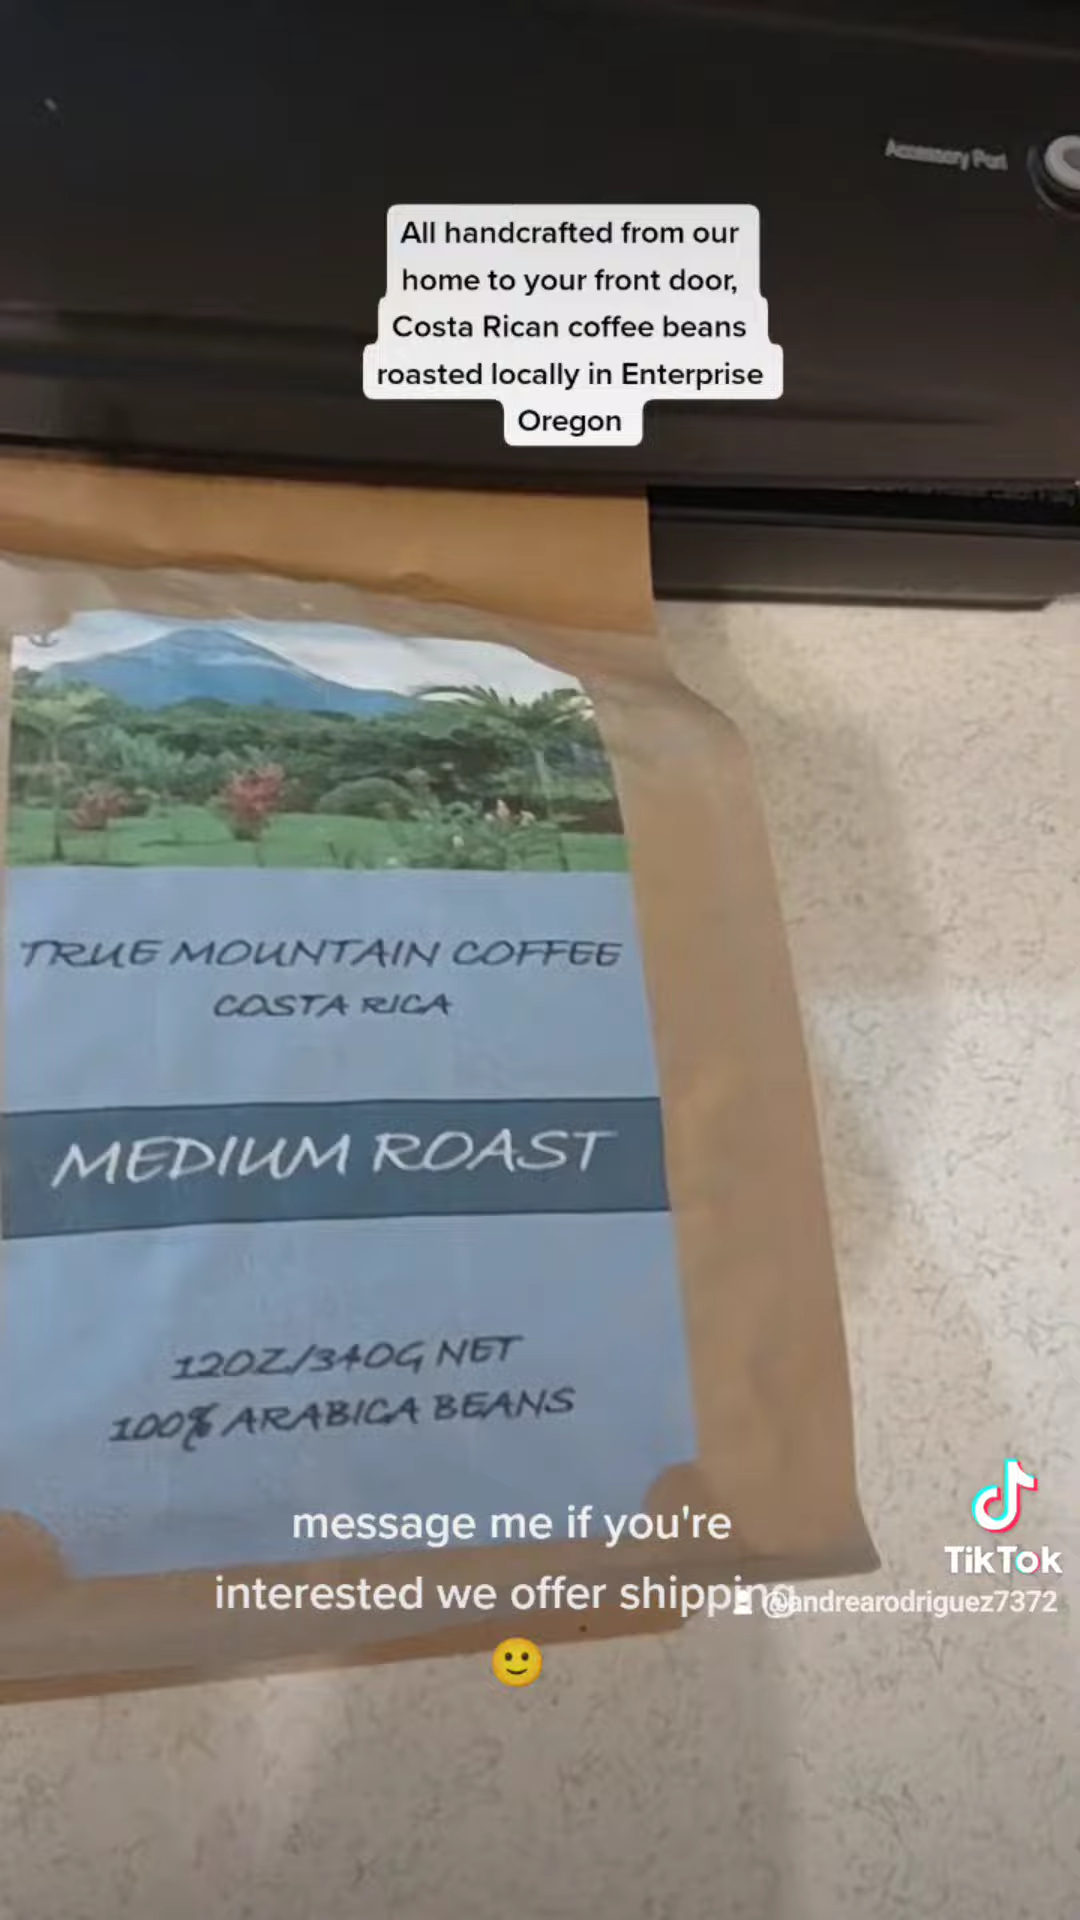 Accessory Port
All handcrafted from our
home to your front door,
Costa Rican coffee beans
roasted locally in Enterprise
Oregon
TRUE MOUNTAIN COFFEE
COSTA RICA
MEDIUM ROAST
12OZ/340G NET
100% ARABICA BEANS
message me if you're
interested we offer shipping
🙂
TikTok
@andrearodriguez7372